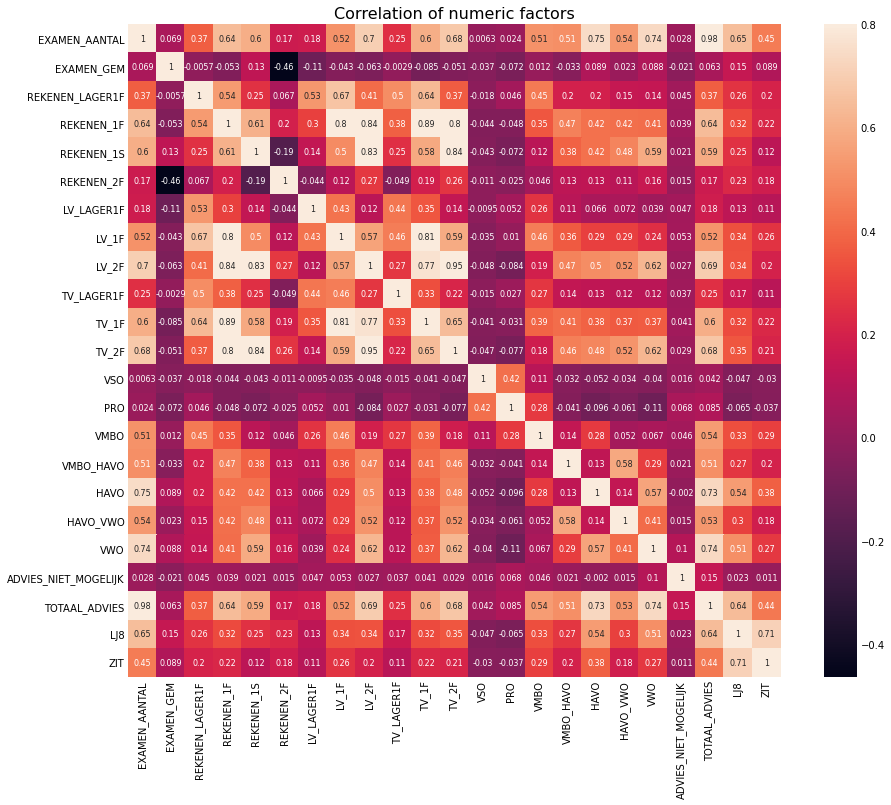 Correlation of numeric factors
EXAMEN_AANTAL 1 0.069 0.37 0.64 0.6 0.17 0.18 0.52 0.7 0.25 0.6 0.68 0.0063 0.024 0.51 0.51 0.75 0.54 0.74 0.028 0.98 0.65 0.45
EXAMEN_GEM 0.069 1 -0.0057 -0.053 0.13 -0.46 -0.11 -0.043 -0.063 -0.0029 -0.085 -0.051 -0.037 -0.072 0.012 -0.033 0.089 0.023 0.088 -0.021 0.063 0.15 0.089
REKENEN_LAGER1F 0.37 -0.0057 1 0.54 0.25 0.067 0.53 0.67 0.41 0.5 0.64 0.37 -0.018 0.046 0.45 0.2 0.2 0.15 0.14 0.045 0.37 0.26 0.2
REKENEN_1F 0.64 -0.053 0.54 1 0.61 0.2 0.3 0.8 0.84 0.38 0.89 0.8 -0.044 -0.048 0.35 0.47 0.42 0.42 0.41 0.039 0.64 0.32 0.22
REKENEN_1S 0.6 0.13 0.25 0.61 1 -0.19 0.14 0.5 0.83 0.25 0.58 0.84 -0.043 -0.072 0.12 0.38 0.42 0.48 0.59 0.021 0.59 0.25 0.12
REKENEN_2F 0.17 -0.46 0.067 0.2 -0.19 1 -0.044 0.12 0.27 -0.049 0.19 0.26 -0.011 -0.025 0.046 0.13 0.13 0.11 0.16 0.015 0.17 0.23 0.18
LV_LAGER1F 0.18 -0.11 0.53 0.3 0.14 -0.044 1 0.43 0.12 0.44 0.35 0.14 -0.0095 0.052 0.26 0.11 0.066 0.072 0.039 0.047 0.18 0.13 0.11
LV_1F 0.52 -0.043 0.67 0.8 0.5 0.12 0.43 1 0.57 0.46 0.81 0.59 -0.035 0.01 0.46 0.36 0.29 0.29 0.24 0.053 0.52 0.34 0.26
LV_2F 0.7 -0.063 0.41 0.84 0.83 0.27 0.12 0.57 1 0.27 0.77 0.95 -0.048 -0.084 0.19 0.47 0.5 0.52 0.62 0.027 0.69 0.34 0.2
TV_LAGER1F 0.25 -0.0029 0.5 0.38 0.25 -0.049 0.44 0.46 0.27 1 0.33 0.22 -0.015 0.027 0.27 0.14 0.13 0.12 0.12 0.037 0.25 0.17 0.11
TV_1F 0.6 -0.085 0.64 0.89 0.58 0.19 0.35 0.81 0.77 0.33 1 0.65 -0.041 -0.031 0.39 0.41 0.38 0.37 0.37 0.041 0.6 0.32 0.22
TV_2F 0.68 -0.051 0.37 0.8 0.84 0.26 0.14 0.59 0.95 0.22 0.65 1 -0.047 -0.077 0.18 0.46 0.48 0.52 0.62 0.029 0.68 0.35 0.21
VSO 0.0063 -0.037 -0.018 -0.044 -0.043 -0.011 -0.0095 -0.035 -0.048 -0.015 -0.041 -0.047 1 0.42 0.11 -0.032 -0.052 -0.034 -0.04 0.016 0.042 -0.047 -0.03
PRO 0.024 -0.072 0.046 -0.048 -0.072 -0.025 0.052 0.01 -0.084 0.027 -0.031 -0.077 0.42 1 0.28 -0.041 -0.096 -0.061 -0.11 0.068 0.085 -0.065 -0.037
VMBO 0.51 0.012 0.45 0.35 0.12 0.046 0.26 0.46 0.19 0.27 0.39 0.18 0.11 0.28 1 0.14 0.28 0.052 0.067 0.046 0.54 0.33 0.29
VMBO_HAVO 0.51 -0.033 0.2 0.47 0.38 0.13 0.11 0.36 0.47 0.14 0.41 0.46 -0.032 -0.041 0.14 1 0.13 0.58 0.29 0.021 0.51 0.27 0.2
HAVO 0.75 0.089 0.2 0.42 0.42 0.13 0.066 0.29 0.5 0.13 0.38 0.48 -0.052 -0.096 0.28 0.13 1 0.14 0.57 -0.002 0.73 0.54 0.38
HAVO_VWO 0.54 0.023 0.15 0.42 0.48 0.11 0.072 0.29 0.52 0.12 0.37 0.52 -0.034 -0.061 0.052 0.58 0.14 1 0.41 0.015 0.53 0.3 0.18
VWO 0.74 0.088 0.14 0.41 0.59 0.16 0.039 0.24 0.62 0.12 0.37 0.62 -0.04 -0.11 0.067 0.29 0.57 0.41 1 0.1 0.74 0.51 0.27
ADVIES_NIET_MOGELIJK 0.028 -0.021 0.045 0.039 0.021 0.015 0.047 0.053 0.027 0.037 0.041 0.029 0.016 0.068 0.046 0.021 -0.002 0.015 0.1 1 0.15 0.023 0.011
TOTAAL_ADVIES 0.98 0.063 0.37 0.64 0.59 0.17 0.18 0.52 0.69 0.25 0.6 0.68 0.042 0.085 0.54 0.51 0.73 0.53 0.74 0.15 1 0.64 0.44
LJ8 0.65 0.15 0.26 0.32 0.25 0.23 0.13 0.34 0.34 0.17 0.32 0.35 -0.047 -0.065 0.33 0.27 0.54 0.3 0.51 0.023 0.64 1 0.71
ZIT 0.45 0.089 0.2 0.22 0.12 0.18 0.11 0.26 0.2 0.11 0.22 0.21 -0.03 -0.037 0.29 0.2 0.38 0.18 0.27 0.011 0.44 0.71 1
EXAMEN_AANTAL
EXAMEN_GEM
REKENEN_LAGER1F
REKENEN_1F
REKENEN_1S
REKENEN_2F
LV_LAGER1F
LV_1F
LV_2F
TV_LAGER1F
TV_1F
TV_2F
VSO
PRO
VMBO
VMBO_HAVO
HAVO
HAVO_VWO
VWO
ADVIES_NIET_MOGELIJK
TOTAAL_ADVIES
LJ8
ZIT
0.8
0.6
0.4
0.2
0.0
−0.2
−0.4